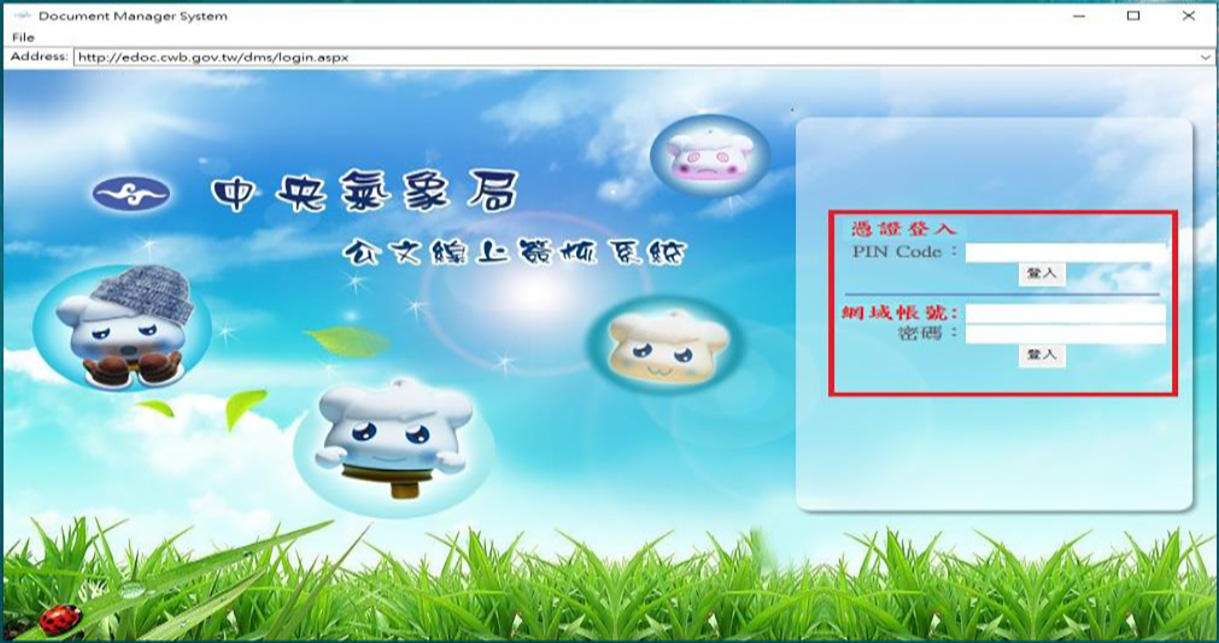 Document Manager System
File
Address: http://edoc.cwb.gov.tw/dms/login.aspx
中央氣象局
公文線上簽核系統
憑證登入
PIN Code：
登入
網域帳號:
密碼：
登入